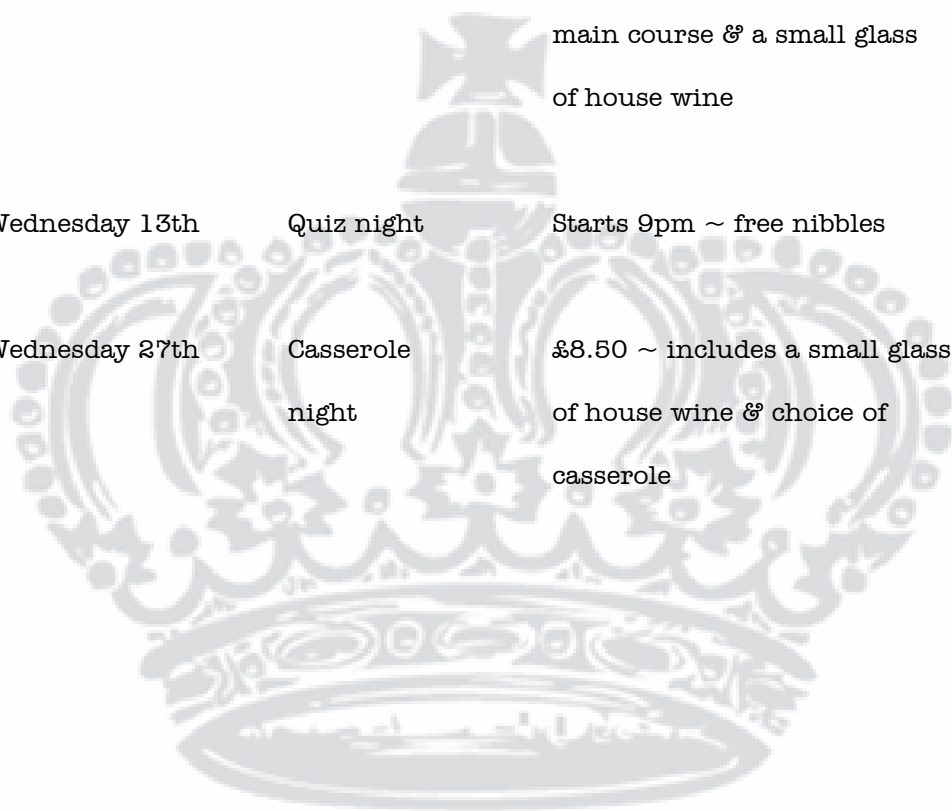 main course & a small glass
of house wine
Wednesday 13th Quiz night Starts 9pm ~ free nibbles
Wednesday 27th Casserole £8.50 ~ includes a small glass
night of house wine & choice of
casserole